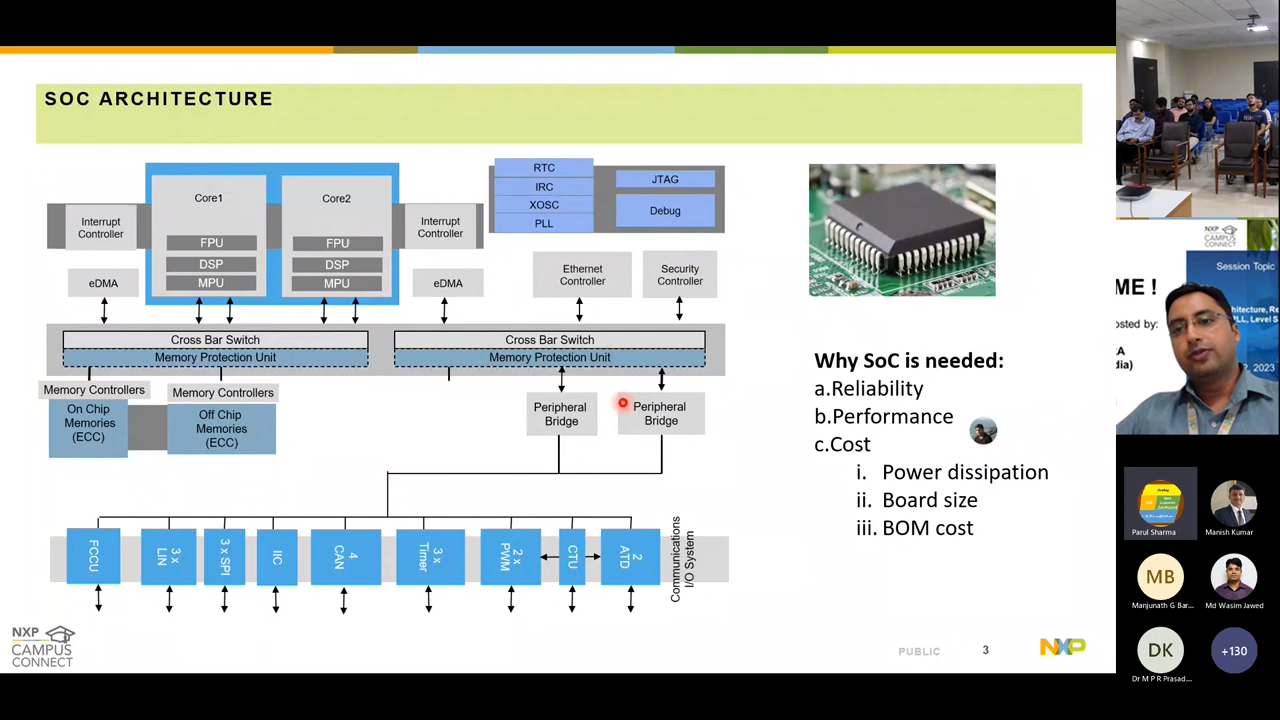 SOC ARCHITECTURE
Core1
Core2
Interrupt
Controller
FPU
DSP
MPU
FPU
DSP
MPU
Interrupt
Controller
RTC
IRC
XOSC
PLL
JTAG
Debug
eDMA
eDMA
Ethernet
Controller
Security
Controller
Cross Bar Switch
Memory Protection Unit
Cross Bar Switch
Memory Protection Unit
Memory Controllers
Memory Controllers
On Chip
Memories
(ECC)
Off Chip
Memories
(ECC)
Peripheral
Bridge
Peripheral
Bridge
FCCU
3 x
LIN
3 x SPI
IIC
4
CAN
3 x
Timer
2 x
PWM
CTU
2
ATD
Communications
I/O System
Why SoC is needed:
a.Reliability
b.Performance
c.Cost
i. Power dissipation
ii. Board size
iii. BOM cost
NXP
CAMPUS
CONNECT
PUBLIC
3
NXP
NXP
CAMPUS
CONNECT
Session Topic
ME !
osted by:
Parul Sharma
Manish Kumar
MB
Manjunath G Bar...
Md Wasim Jawed
DK
Dr M P R Prasad...
+130